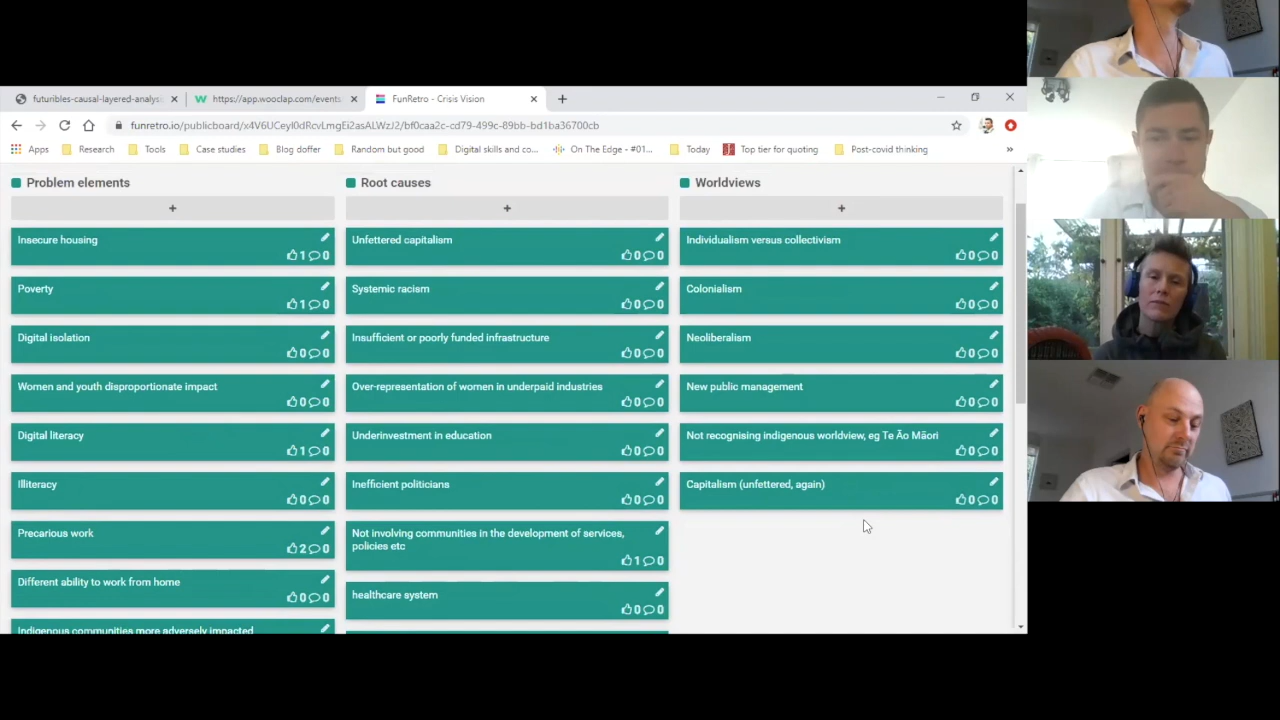 futuribles-causal-layered-analysis
https://app.wooclap.com/events
FunRetro - Crisis Vision
funretro.io/publicboard/x4V6UCeyI0dRcvLmgEi2asALWzJ2/bf0caa2c-cd79-499c-89bb-bd1ba36700cb
Apps Research Tools Case studies Blog doffer Random but good Digital skills and co... On The Edge - #01... Today Top tier for quoting Post-covid thinking
Problem elements
+
Insecure housing
1 0
Poverty
1 0
Digital isolation
0 0
Women and youth disproportionate impact
0 0
Digital literacy
1 0
Illiteracy
0 0
Precarious work
2 0
Different ability to work from home
0 0
Indigenous communities more adversely impacted
Root causes
+
Unfettered capitalism
0 0
Systemic racism
0 0
Insufficient or poorly funded infrastructure
0 0
Over-representation of women in underpaid industries
0 0
Underinvestment in education
0 0
Inefficient politicians
0 0
Not involving communities in the development of services,
policies etc
1 0
healthcare system
0 0
Worldviews
+
Individualism versus collectivism
0 0
Colonialism
0 0
Neoliberalism
0 0
New public management
0 0
Not recognising indigenous worldview, eg Te Āo Māori
0 0
Capitalism (unfettered, again)
0 0